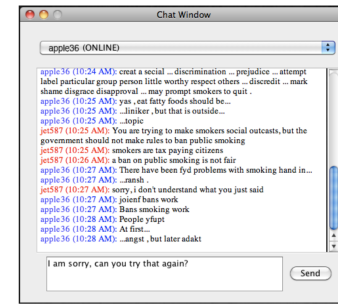 Chat Window
apple36 (ONLINE)
apple36 (10:24 AM): creat a social ... discrimination ... prejudice ... attempt
label particular group person little worthy respect others ... discredit ... mark
shame disgrace disapproval ... may prompt smokers to quit .
apple36 (10:25 AM): yas , eat fatty foods should be...
apple36 (10:25 AM): ...liniker , but that is outside...
apple36 (10:25 AM): ...topic
jet587 (10:25 AM): You are trying to make smokers social outcasts, but the
government should not make rules to ban public smoking
jet587 (10:25 AM): smokers are tax paying citizens
jet587 (10:26 AM): a ban on public smoking is not fair
apple36 (10:27 AM): There have been fyd problems with smoking hand in...
apple36 (10:27 AM): ...ransh .
jet587 (10:27 AM): sorry, i don't understand what you just said
apple36 (10:27 AM): joienf bans work
apple36 (10:27 AM): Bans smoking work
apple36 (10:28 AM): People yfupt
apple36 (10:28 AM): At first...
apple36 (10:28 AM): ...angst , but later adakt
I am sorry, can you try that again?
Send